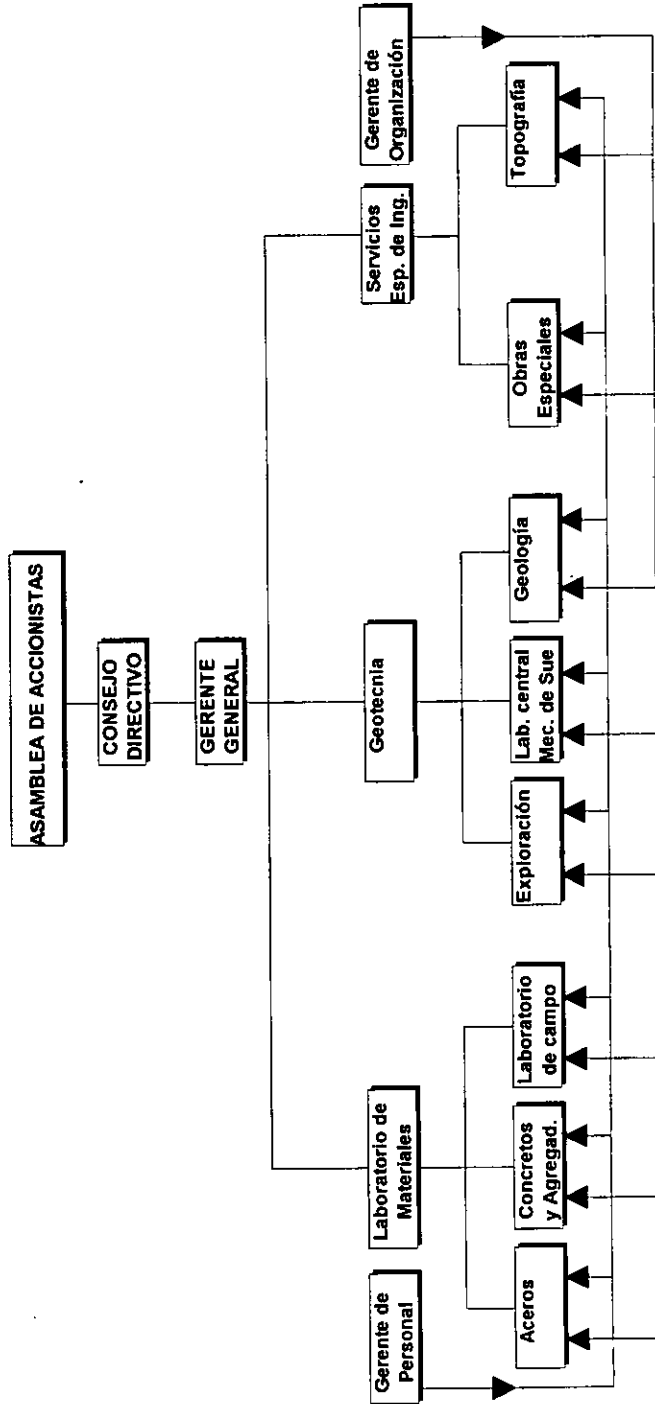 ASAMBLEA DE ACCIONISTAS
CONSEJO
DIRECTIVO
GERENTE
GENERAL
Gerente de
Personal
Laboratorio de
Materiales
Geotecnia
Servicios
Esp. de Ing.
Gerente de
Organización
Aceros
Concretos
y Agregad.
Laboratorio
de campo
Exploración
Lab. central
Mec. de Sue
Geología
Obras
Especiales
Topografía